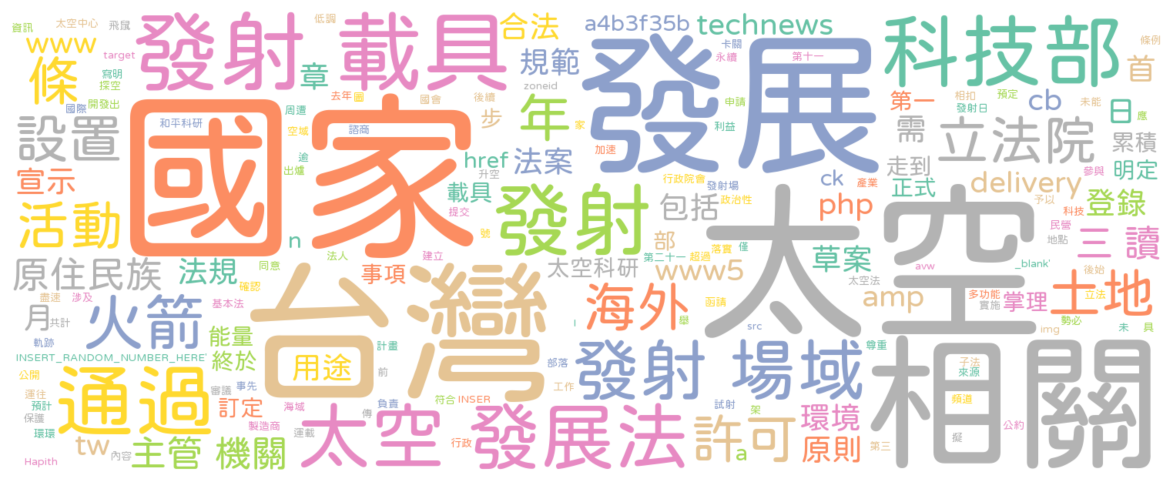 資訊 太空中心 飛鼠 發射 載具 低調 合法 a4b3f35b technews 科技部 條例
www target 章 規範 卡關 永續 第十一 首
條 寫明 探空 zoneid 發展
國際 開發出 周遭 去年 圈 國會 後續 步 年 申請 相扣 預定 第一 發射日 cb 日 未能 應
設置 和平科研 空域 諮商 家 利益 需 立法院 累積
宣示 國家 逾 出爐 href 升空 法案 加速 走到 明定
活動 載具 提交 發射 行政院會 發射場 政治性 ck 產業 正式 delivery 參與 登錄
n 號 包括 php 予以 科技
法人 建立 部 落實 僅 太空 民營 地點 三 讀
原住民族 法規 同意 事項 太空科研 第二十一 超過 www5 草案 太空法 avw _blank'
盡速 涉及 確認 基本法 台灣 海外 函請 amp 後始 多功能 掌理 土地
月 共計 火箭 能量 量 src 實施 立法 勢必 img 未 具
軌跡 INSERT_RANDOM_NUMBER_HERE' 終於 計畫 發射 場域 尊重 相關
公開 運往 審議 事先 用途 前 部落 子法 來源
通過 預計 保護 訂定 海域 負責 符合 INSER 工作 試射 架 環境 頻道
環環 製造商 傳 太空 發展法 許可 公約
tw 內容 主管 機關 運載 行政 a 原則 第三 擬
Hapith